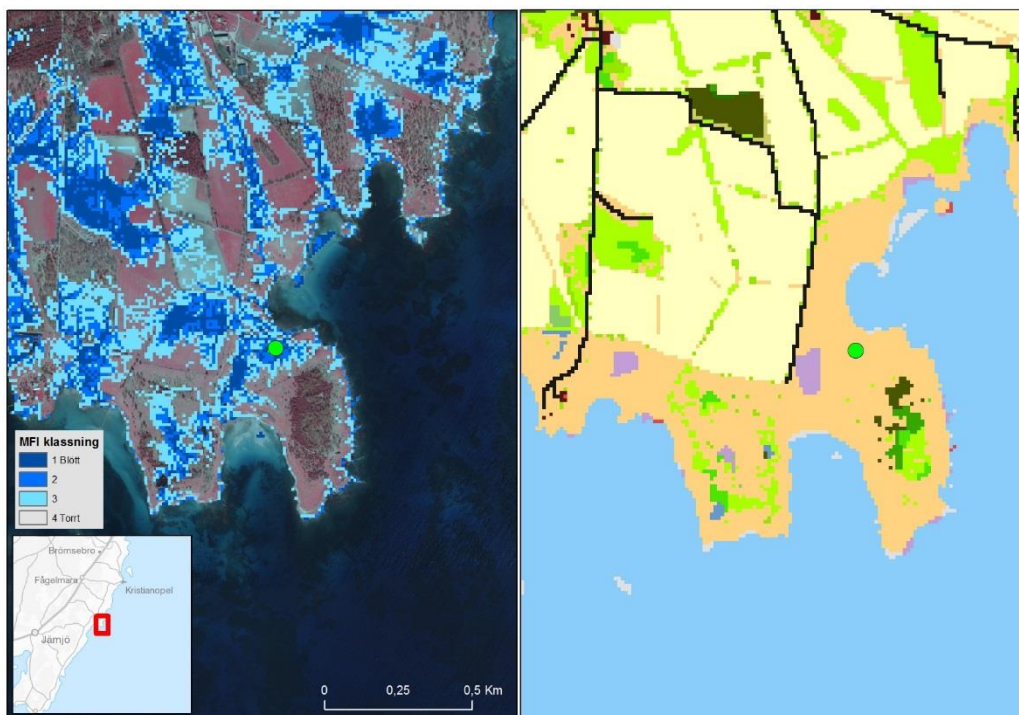 MFI klassning
1 Blött
2
3
4 Torrt
Brömsebro
Fågelmara
Kristianopel
Jämjö
0 0,25 0,5 Km